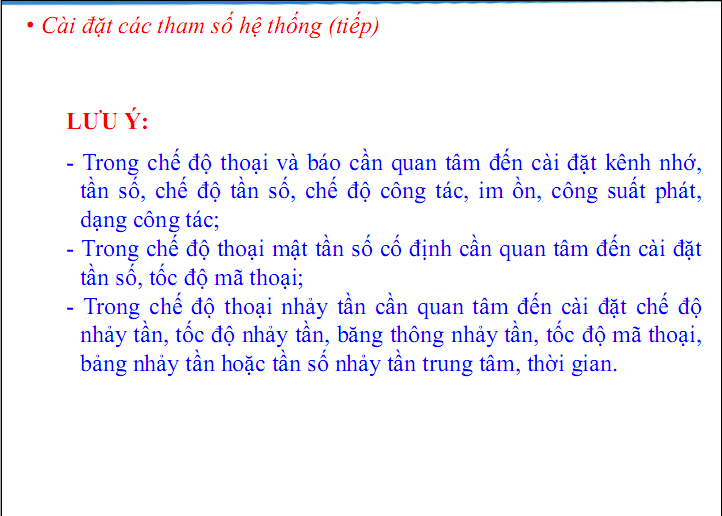 • Cài đặt các tham số hệ thống (tiếp)
LƯU Ý:
- Trong chế độ thoại và báo cần quan tâm đến cài đặt kênh nhớ,
tần số, chế độ tần số, chế độ công tác, im ồn, công suất phát,
dạng công tác;
- Trong chế độ thoại mật tần số cố định cần quan tâm đến cài đặt
tần số, tốc độ mã thoại;
- Trong chế độ thoại nhảy tần cần quan tâm đến cài đặt chế độ
nhảy tần, tốc độ nhảy tần, băng thông nhảy tần, tốc độ mã thoại,
bảng nhảy tần hoặc tần số nhảy tần trung tâm, thời gian.